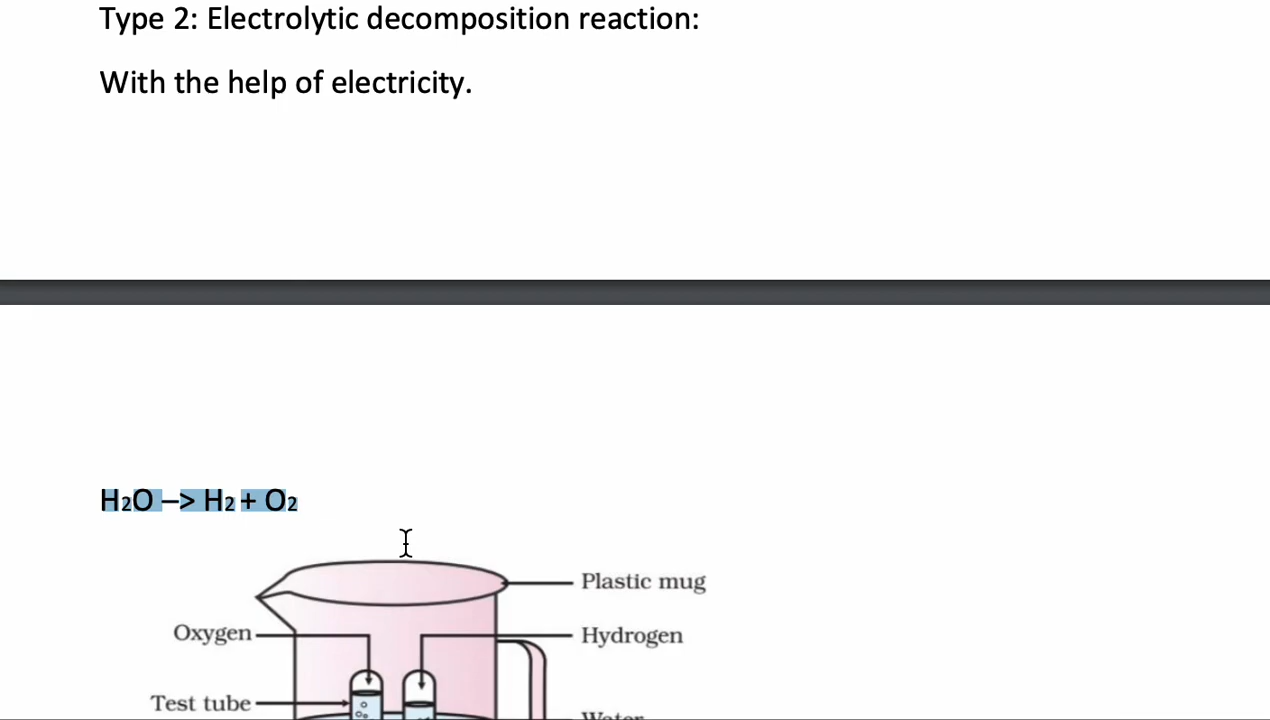 Type 2: Electrolytic decomposition reaction:
With the help of electricity.
H₂O –> H₂ + O₂
Plastic mug
Oxygen
Hydrogen
Test tube
Water